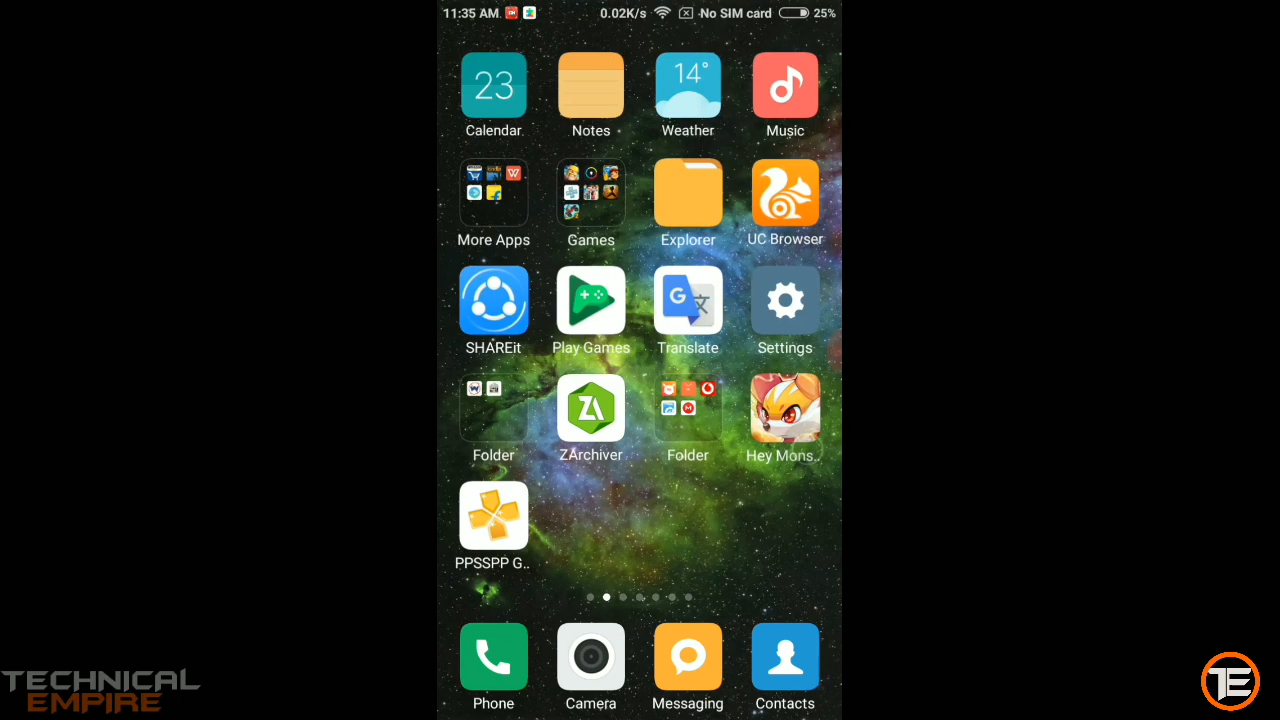 11:35 AM 0.02K/s No SIM card 25%
23 14°
Calendar Notes Weather Music
More Apps Games Explorer UC Browser
SHAREit Play Games Translate Settings
Folder ZArchiver Folder Hey Mons..
PPSSPP G..
Phone Camera Messaging Contacts
TECHNICAL
EMPIRE
TE